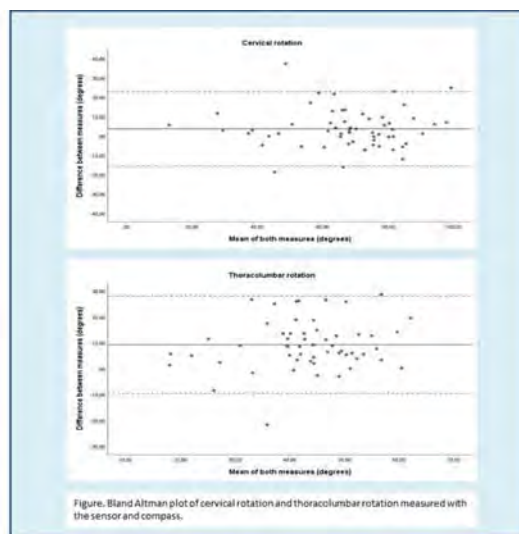 Cervical rotation
Difference between measures (degrees)
Mean of both measures (degrees)
Thoracolumbar rotation
Difference between measures (degrees)
Mean of both measures (degrees)
Figure. Bland Altman plot of cervical rotation and thoracolumbar rotation measured with
the sensor and compass.